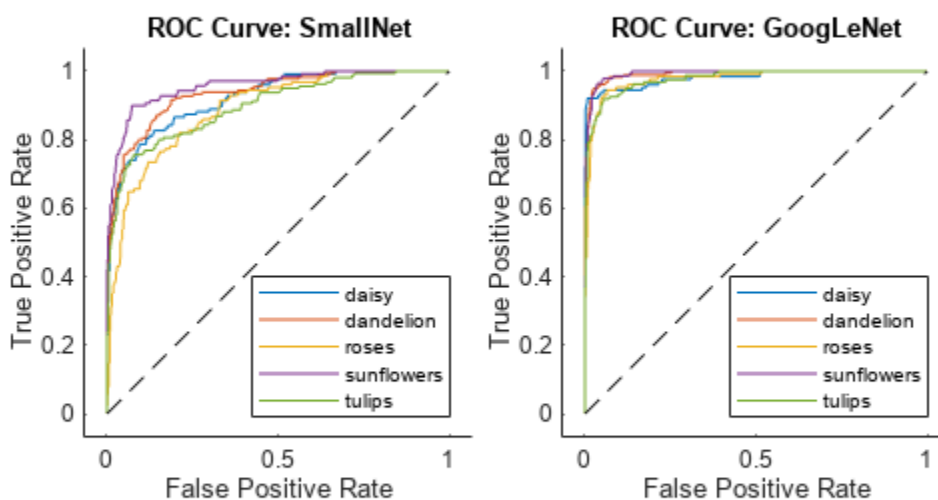 ROC Curve: SmallNet
1
0.8
0.6
0.4
0.2
0
True Positive Rate
0
0.5
1
False Positive Rate
daisy
dandelion
roses
sunflowers
tulips
ROC Curve: GoogLeNet
1
0.8
0.6
0.4
0.2
0
True Positive Rate
0
0.5
1
False Positive Rate
daisy
dandelion
roses
sunflowers
tulips